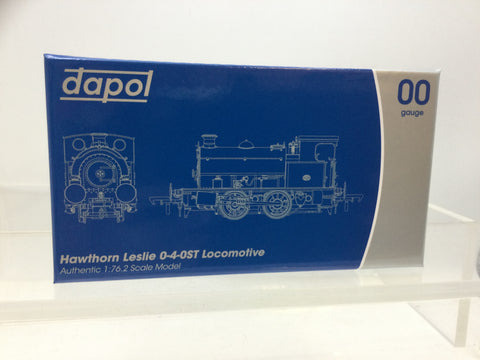 dapol
00
gauge
Hawthorn Leslie 0-4-0ST Locomotive
Authentic 1:76.2 Scale Model